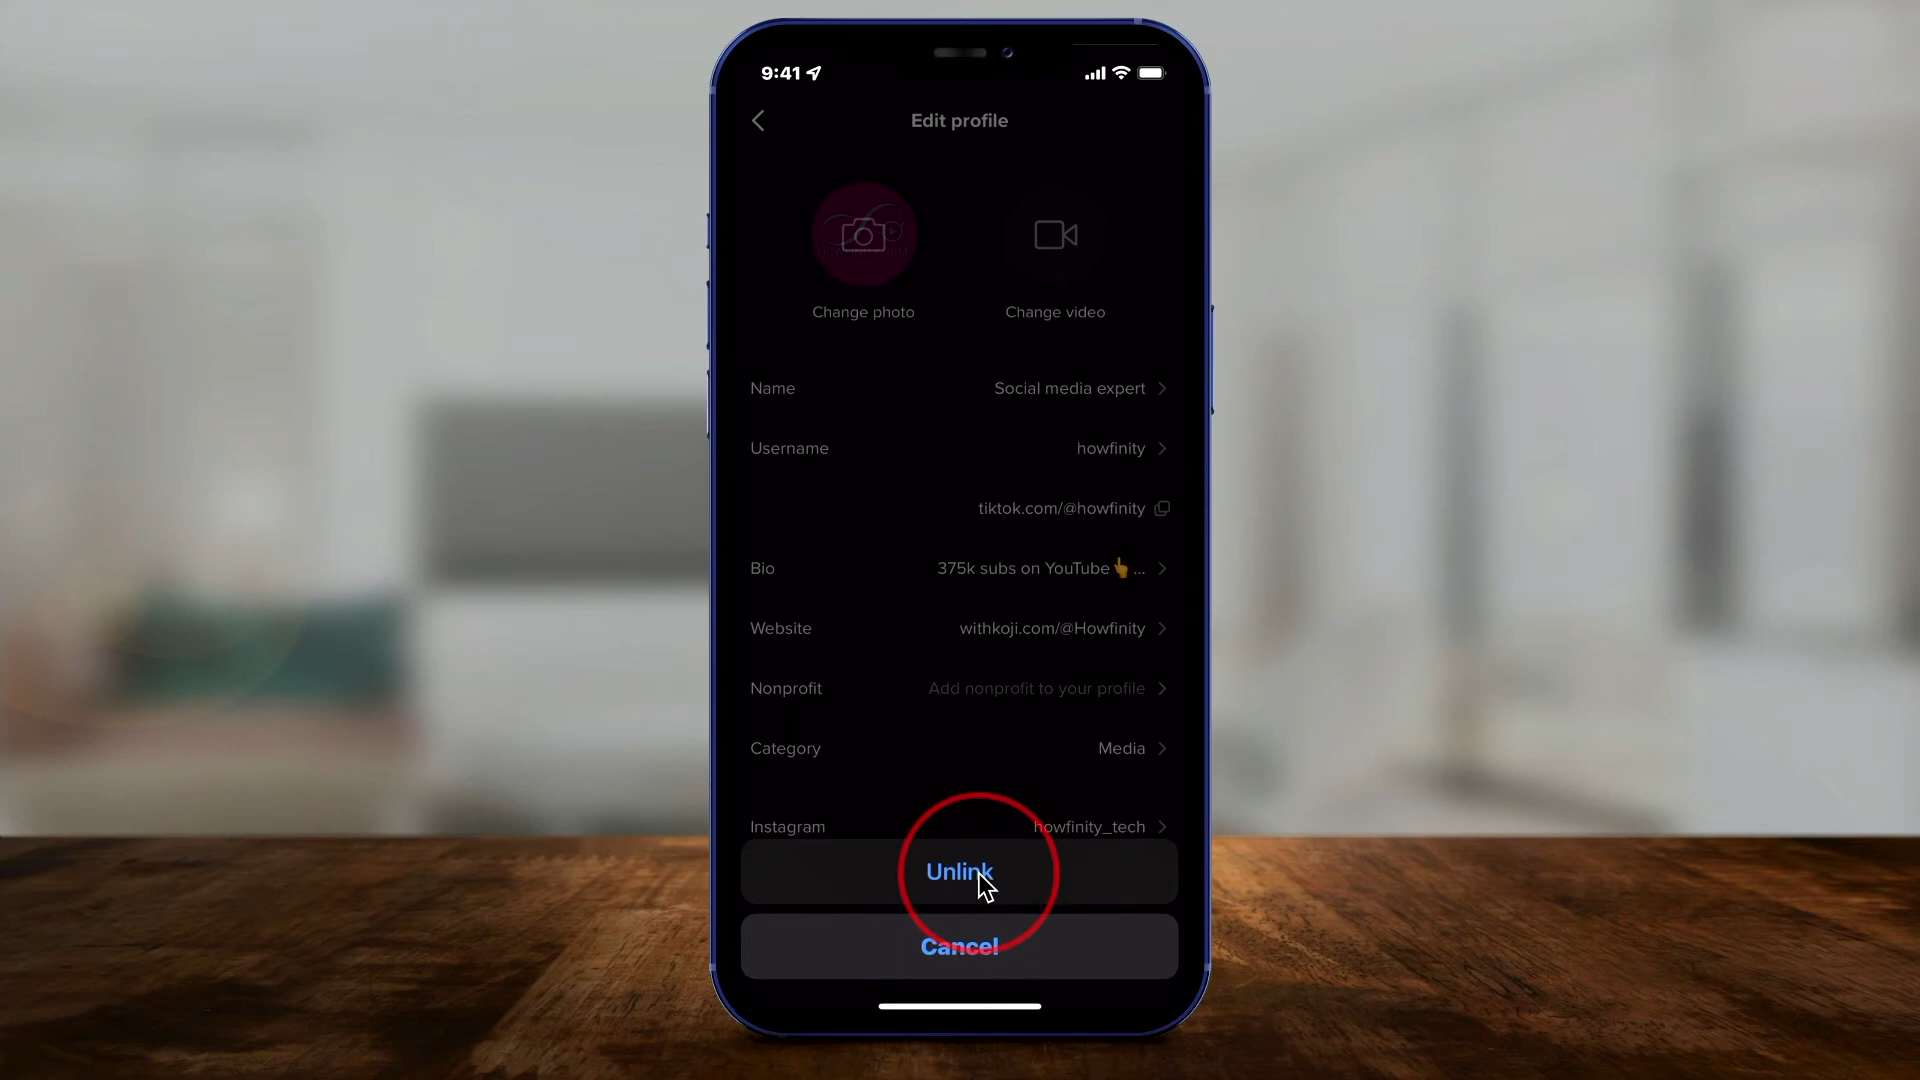 9:41
Edit profile
Change photo
Change video
Name
Social media expert
Username
howfinity
tiktok.com/@howfinity
Bio
375k subs on YouTube👆...
Website
withkoji.com/@Howfinity
Nonprofit
Add nonprofit to your profile
Category
Media
Instagram
howfinity_tech
Unlink
Cancel